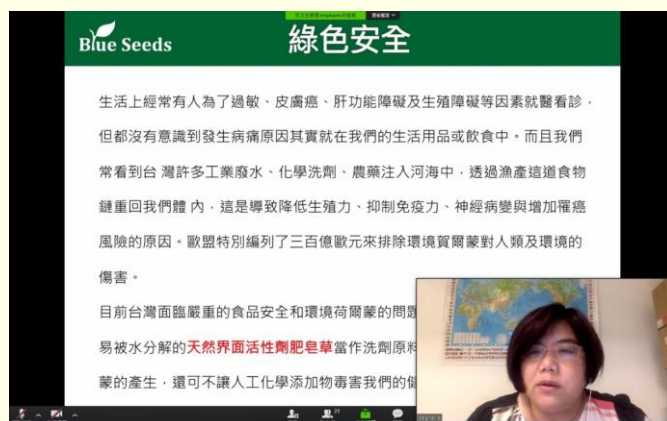 Blue Seeds
綠色安全
生活上經常有人為了過敏、皮膚癌、肝功能障礙及生殖障礙等因素就醫看診，
但都沒有意識到發生病痛原因其實就在我們的生活用品或飲食中。而且我們
常看到台 灣許多工業廢水、化學洗劑、農藥注入河海中，透過漁產這道食物
鏈重回我們體 內，這是導致降低生殖力、抑制免疫力、神經病變與增加罹癌
風險的原因。歐盟特別編列了三百億歐元來排除環境賀爾蒙對人類及環境的
傷害。
目前台灣面臨嚴重的食品安全和環境荷爾蒙的問題
易被水分解的天然界面活性劑肥皂草當作洗劑原料
蒙的產生，還可不讓人工化學添加物毒害我們的健